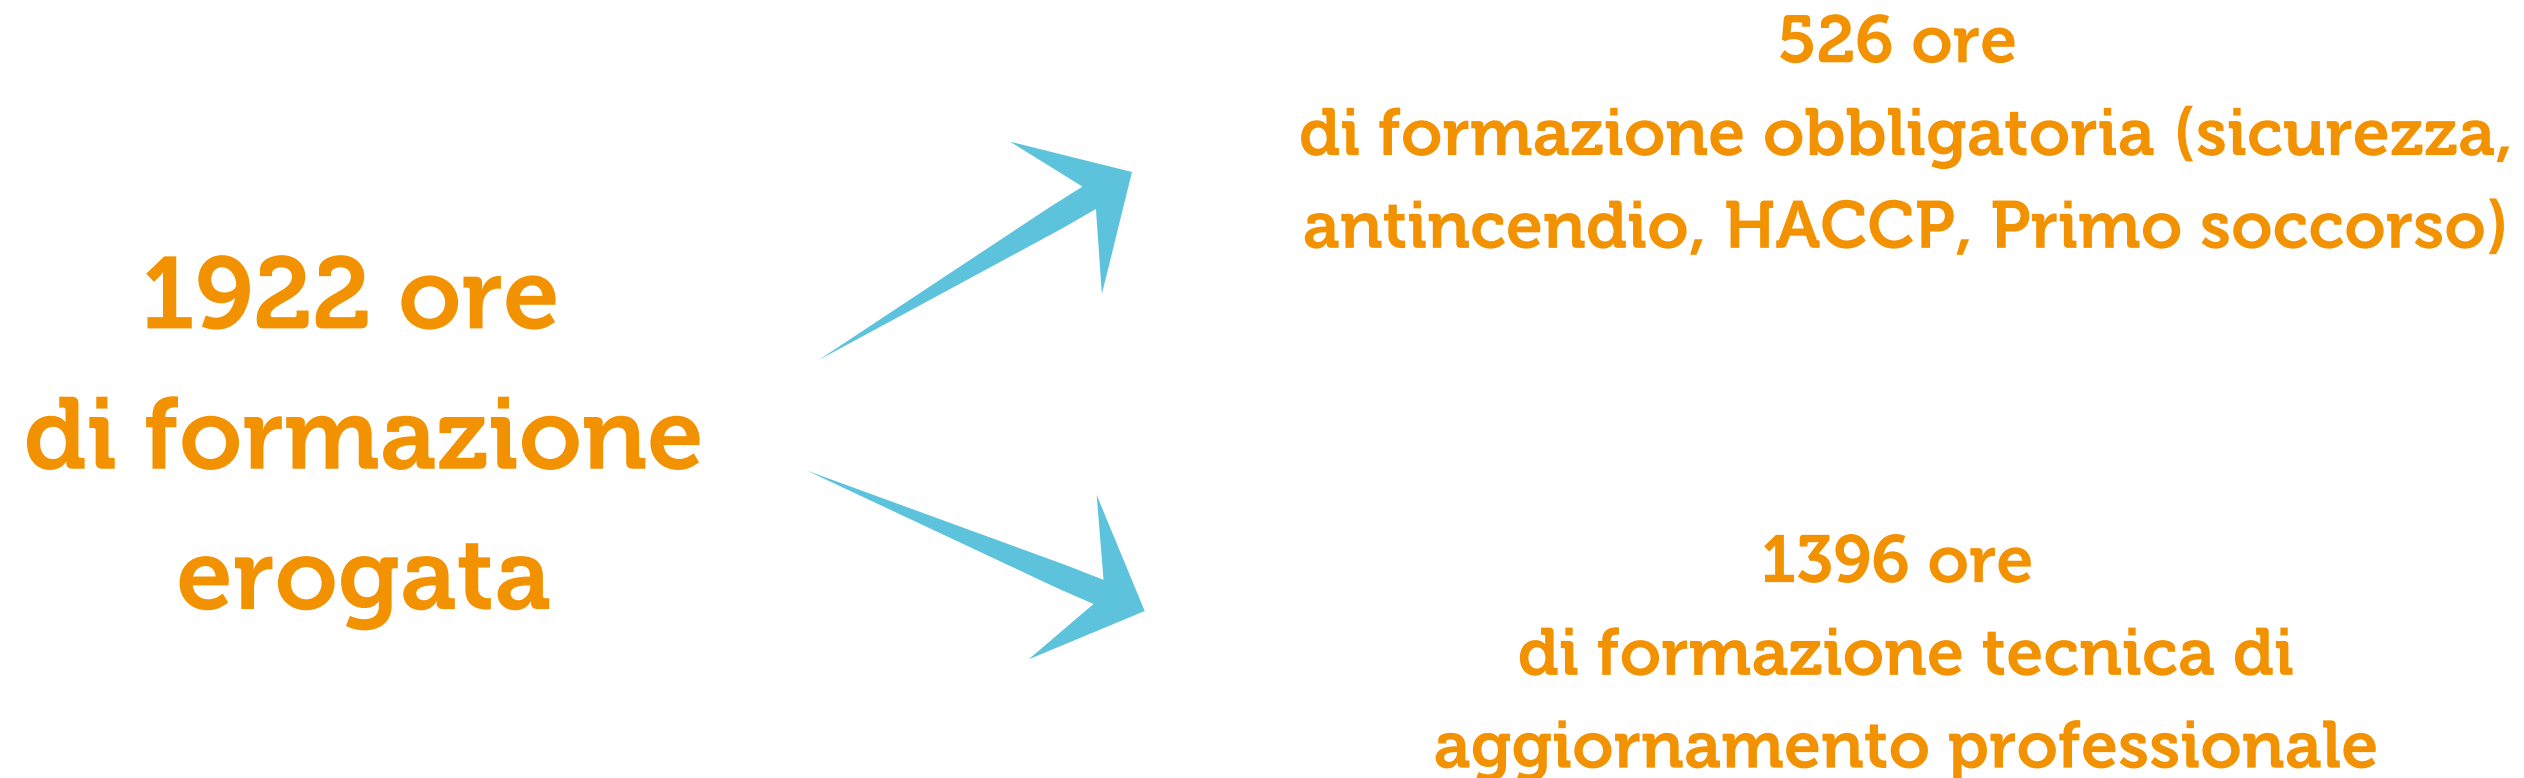 1922 ore
di formazione
erogata
526 ore
di formazione obbligatoria (sicurezza,
antincendio, HACCP, Primo soccorso)
1396 ore
di formazione tecnica di
aggiornamento professionale